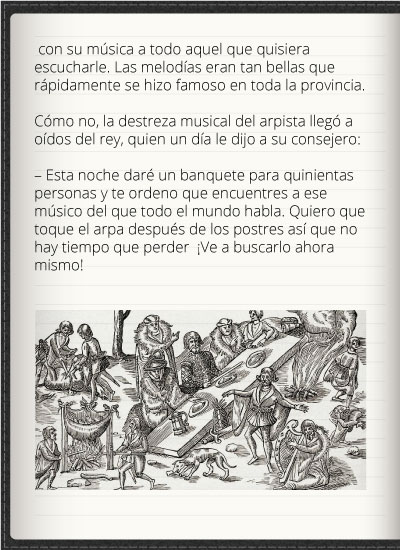 con su música a todo aquel que quisiera
escucharle. Las melodías eran tan bellas que
rápidamente se hizo famoso en toda la provincia.
Cómo no, la destreza musical del arpista llegó a
oídos del rey, quien un día le dijo a su consejero:
– Esta noche daré un banquete para quinientas
personas y te ordeno que encuentres a ese
músico del que todo el mundo habla. Quiero que
toque el arpa después de los postres así que no
hay tiempo que perder ¡Ve a buscarlo ahora
mismo!